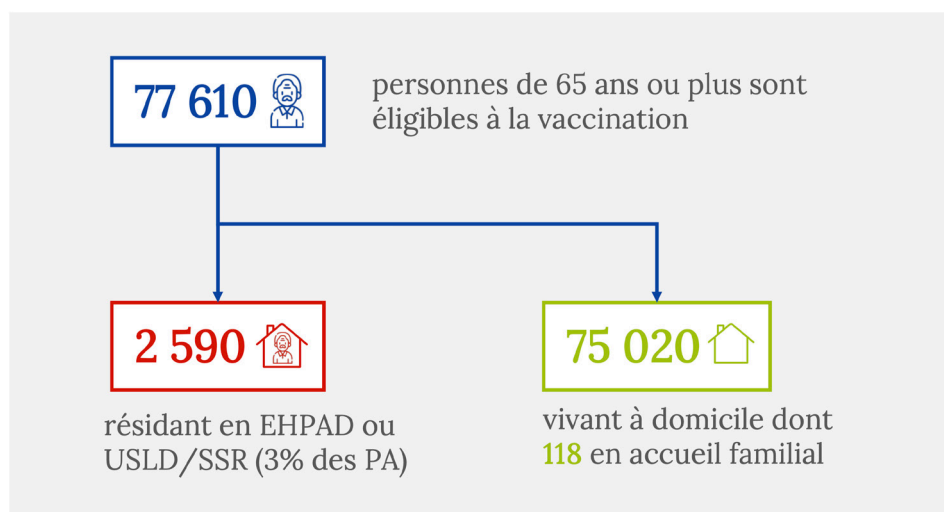 77 610
personnes de 65 ans ou plus sont
éligibles à la vaccination
2 590
résidant en EHPAD ou
USLD/SSR (3% des PA)
75 020
vivant à domicile dont
118 en accueil familial